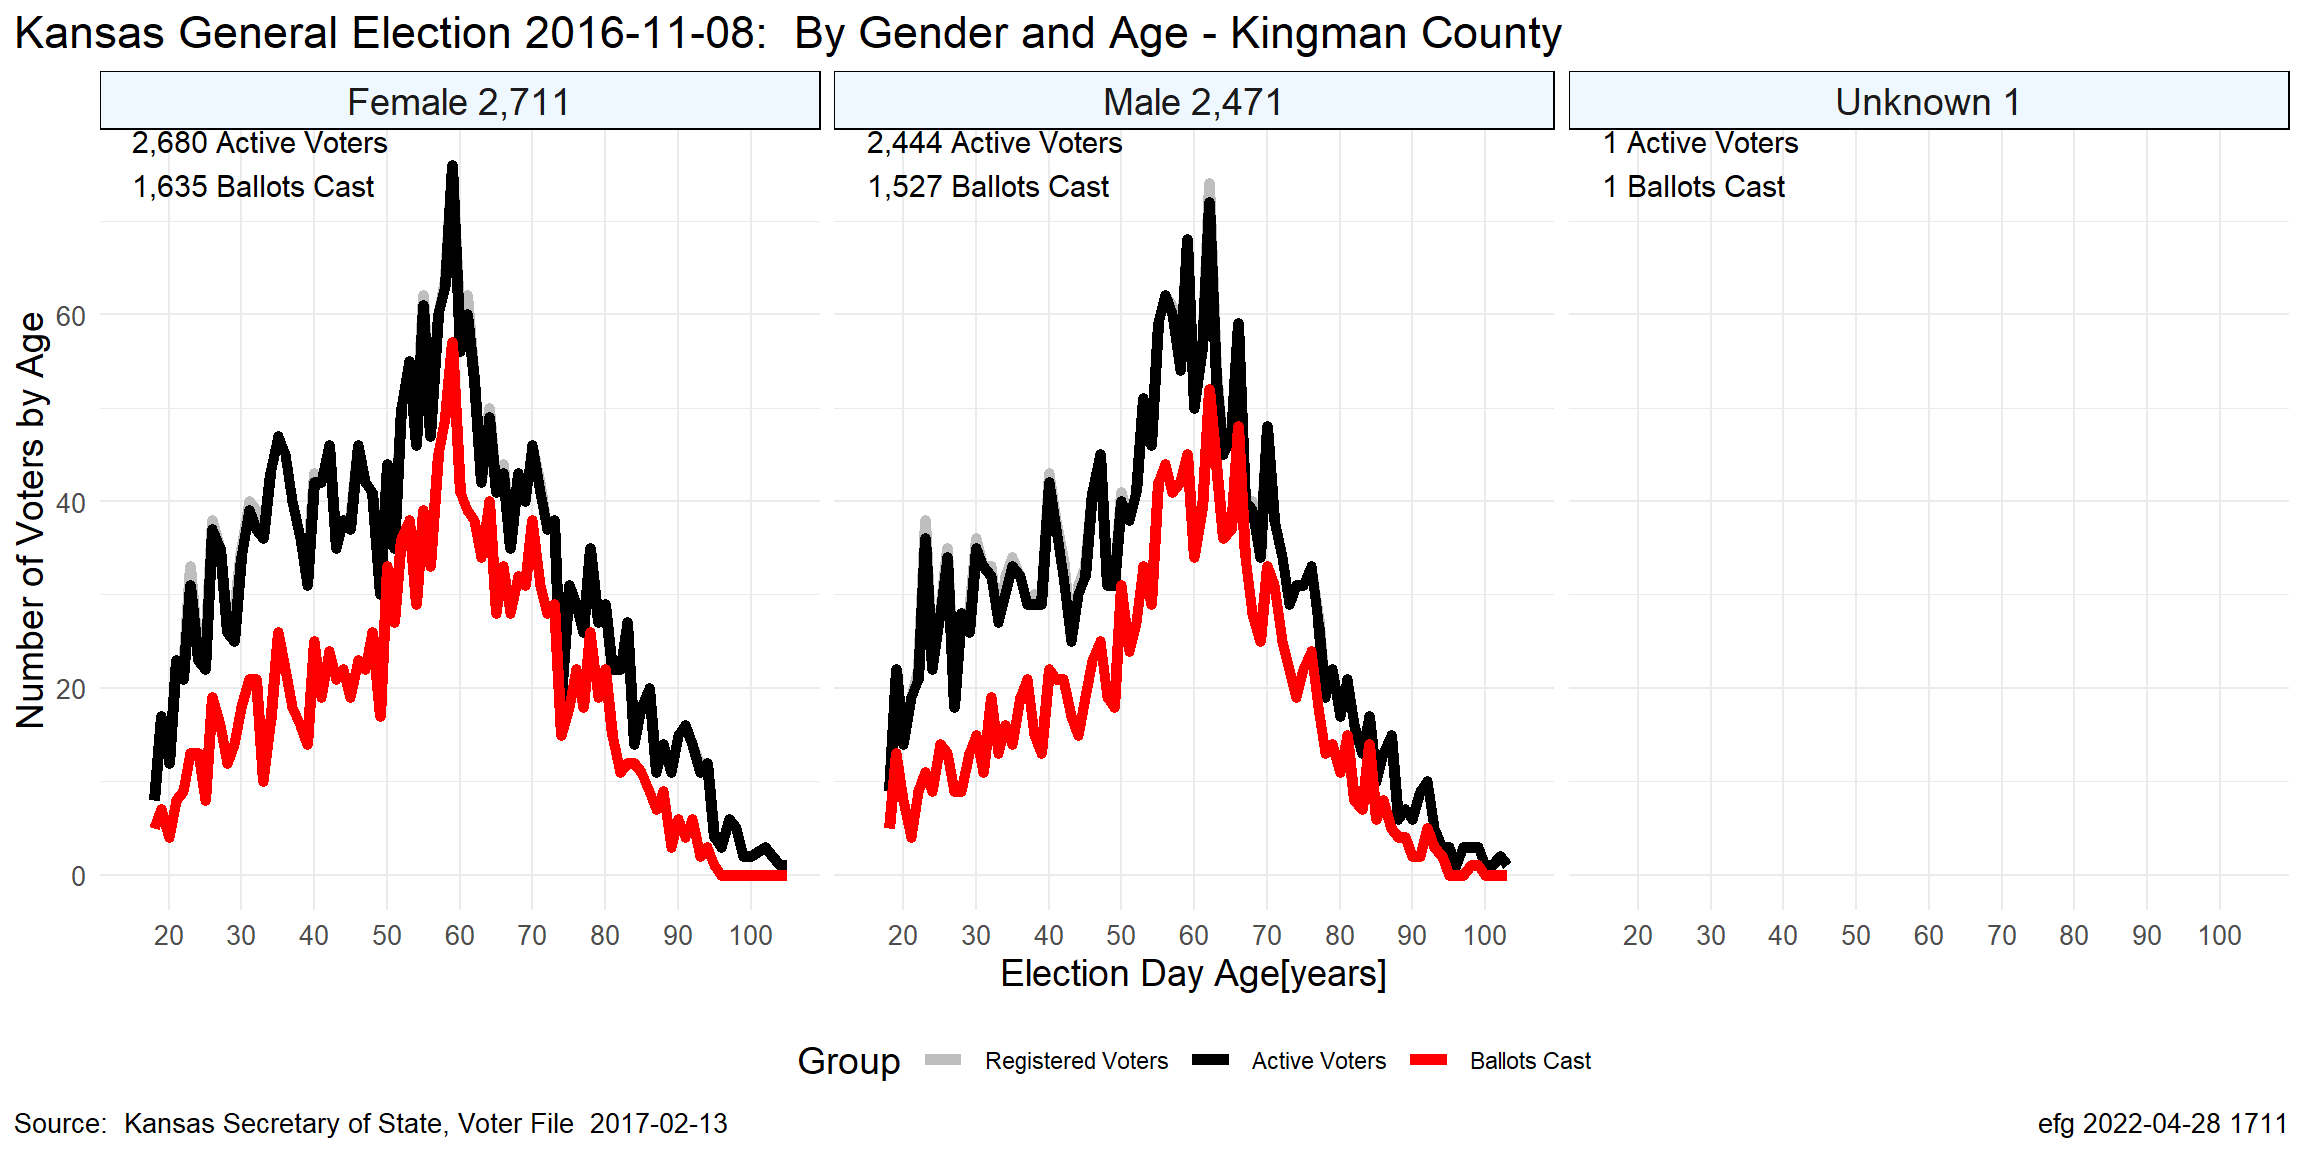 Kansas General Election 2016-11-08:  By Gender and Age - Kingman County
Female 2,711
Male 2,471
Unknown 1
2,680 Active Voters
1,635 Ballots Cast
2,444 Active Voters
1,527 Ballots Cast
1 Active Voters
1 Ballots Cast
Number of Voters by Age
60
40
20
0
20 30 40 50 60 70 80 90 100
20 30 40 50 60 70 80 90 100
20 30 40 50 60 70 80 90 100
Election Day Age[years]
Group Registered Voters Active Voters Ballots Cast
Source:  Kansas Secretary of State, Voter File  2017-02-13
efg 2022-04-28 1711